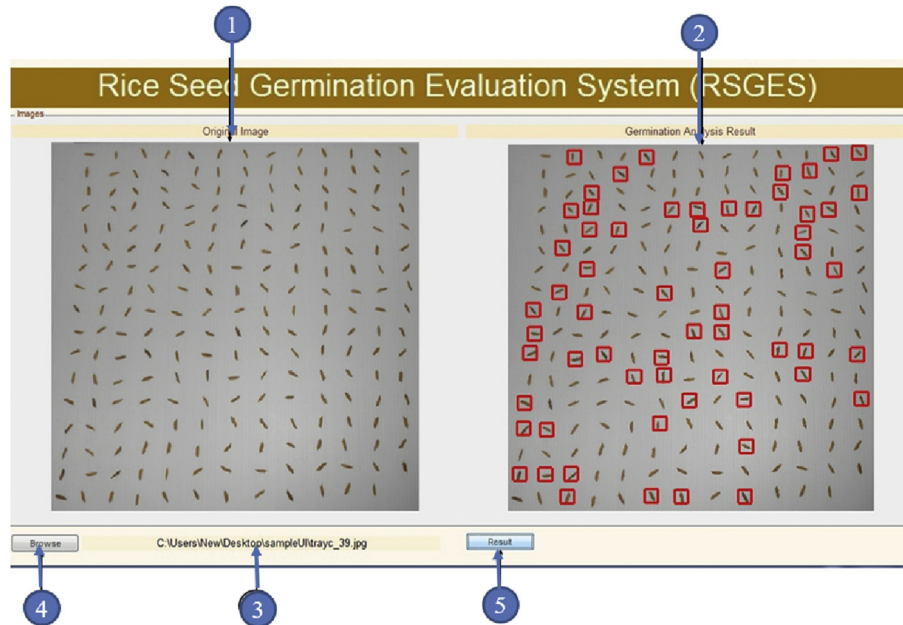 1
2
Rice Seed Germination Evaluation System (RSGES)
Images
Original Image
Germination Analysis Result
Browse
C:\Users\New\Desktop\sampleUI\trayc_39.jpg
Result
4
3
5